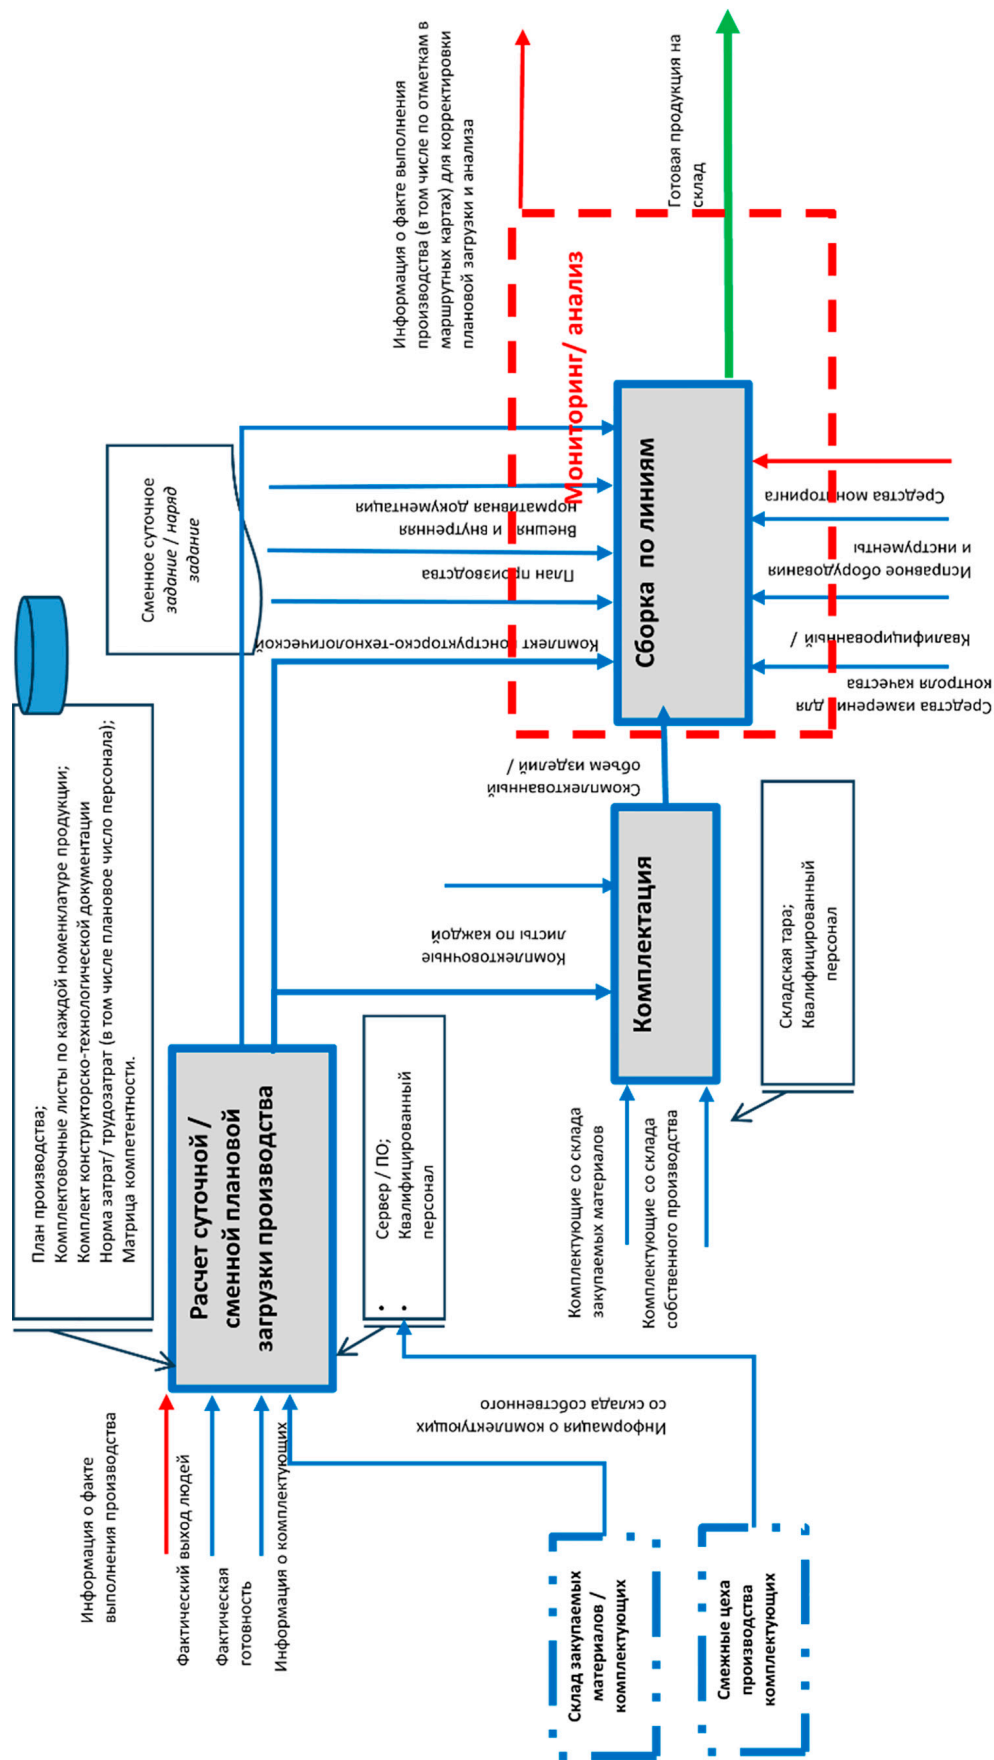 План производства;
Комплектовочные листы по каждой номенклатуре продукции;
Комплект конструкторско-технологической документации
Норма затрат/ трудозатрат (в том числе плановое число персонала);
Матрица компетентности.
Сменное суточное
задание / наряд
задание
Информация о факте выполнения
производства (в том числе по отметкам в
маршрутных картах) для корректировки
плановой загрузки и анализа
Информация о факте
выполнения производства
Фактический выход людей
Фактическая
готовность
Информация о комплектующих
Расчет суточной /
сменной плановой
загрузки производства
• Сервер / ПО;
• Квалифицированный
персонал
Информация о комплектующих
со склада собственного
Комплектовочные
листы по каждой
Комплект конструкторско-технологической
План производства
Внешняя и внутренняя
нормативная документация
Мониторинг/ анализ
Готовая продукция на
склад
Склад закупаемых
материалов /
комплектующих
Смежные цеха
производства
комплектующих
Комплектующие со склада
закупаемых материалов
Комплектующие со склада
собственного производства
Комплектация
Скомплектованный
объем изделий /
Сборка по линиям
Складская тара;
Квалифицированный
персонал
Средства измерений для
контроля качества
Квалифицированный /
Исправное оборудования
и инструменты
Средства мониторинга